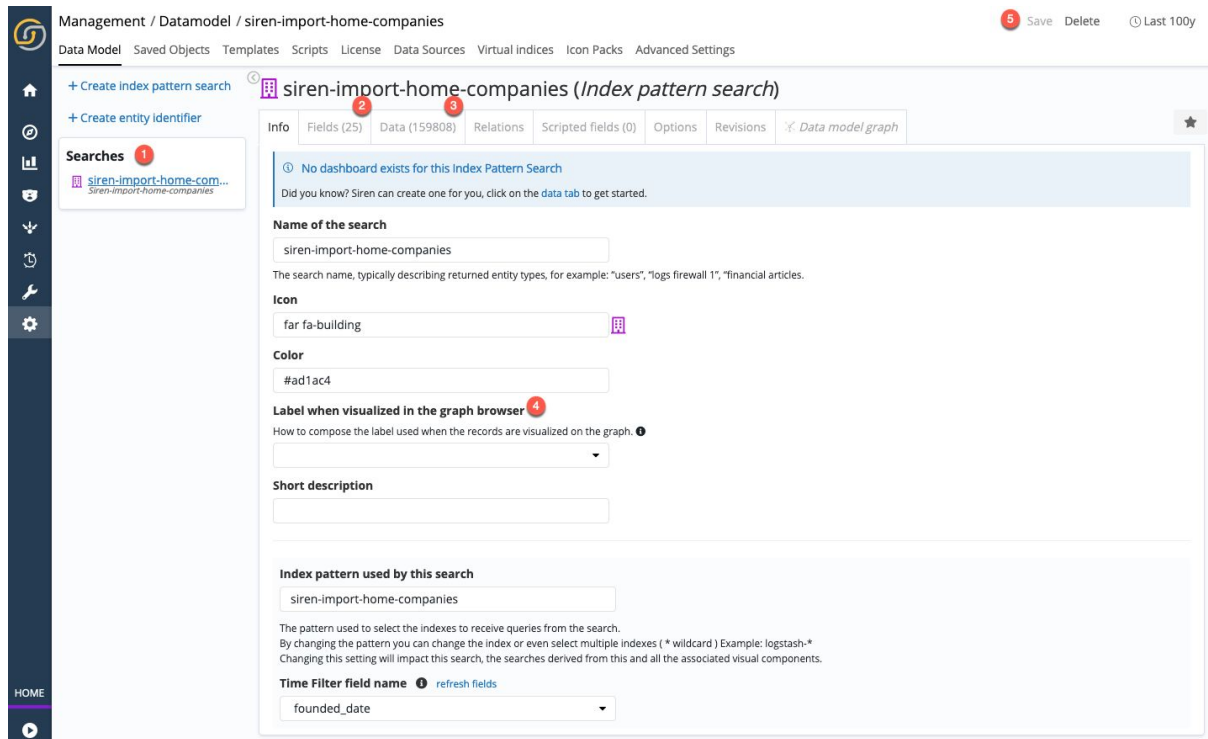 Management / Datamodel / siren-import-home-companies
5 Save Delete Last 100y
Data Model Saved Objects Templates Scripts License Data Sources Virtual indices Icon Packs Advanced Settings
+ Create index pattern search
+ Create entity identifier
Searches 1
siren-import-home-com...
Siren-import-home-companies
siren-import-home-companies (Index pattern search)
2 3
Info Fields (25) Data (159808) Relations Scripted fields (0) Options Revisions Data model graph
No dashboard exists for this Index Pattern Search
Did you know? Siren can create one for you, click on the data tab to get started.
Name of the search
siren-import-home-companies
The search name, typically describing returned entity types, for example: “users”, “logs firewall 1”, “financial articles.
Icon
far fa-building
Color
#ad1ac4
Label when visualized in the graph browser 4
How to compose the label used when the records are visualized on the graph.
Short description
Index pattern used by this search
siren-import-home-companies
The pattern used to select the indexes to receive queries from the search.
By changing the pattern you can change the index or even select multiple indexes ( * wildcard ) Example: logstash-*
Changing this setting will impact this search, the searches derived from this and all the associated visual components.
Time Filter field name refresh fields
founded_date
HOME